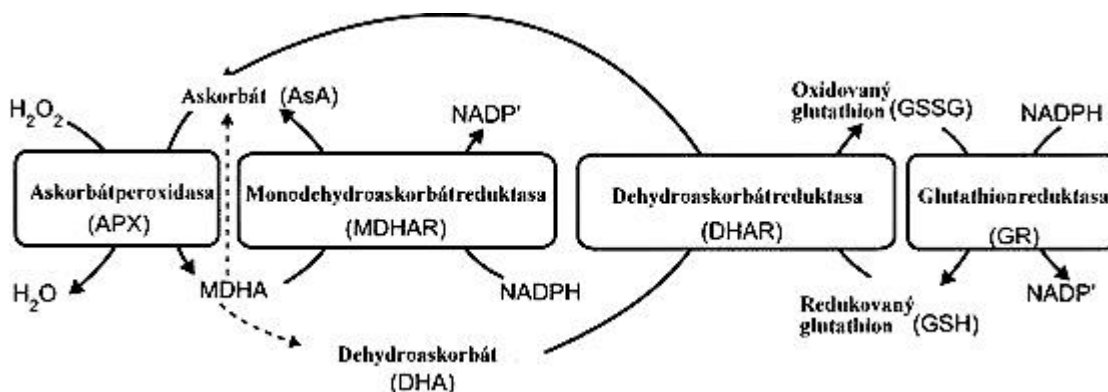 Askorbát (AsA)
H₂O₂
NADP'
Oxidovaný
glutathion (GSSG)
NADPH
Askorbátperoxidasa
(APX)
Monodehydroaskorbátreduktasa
(MDHAR)
Dehydroaskorbátreduktasa
(DHAR)
Glutathionreduktasa
(GR)
H₂O
MDHA
NADPH
Redukovaný
glutathion (GSH)
NADP'
Dehydroaskorbát
(DHA)